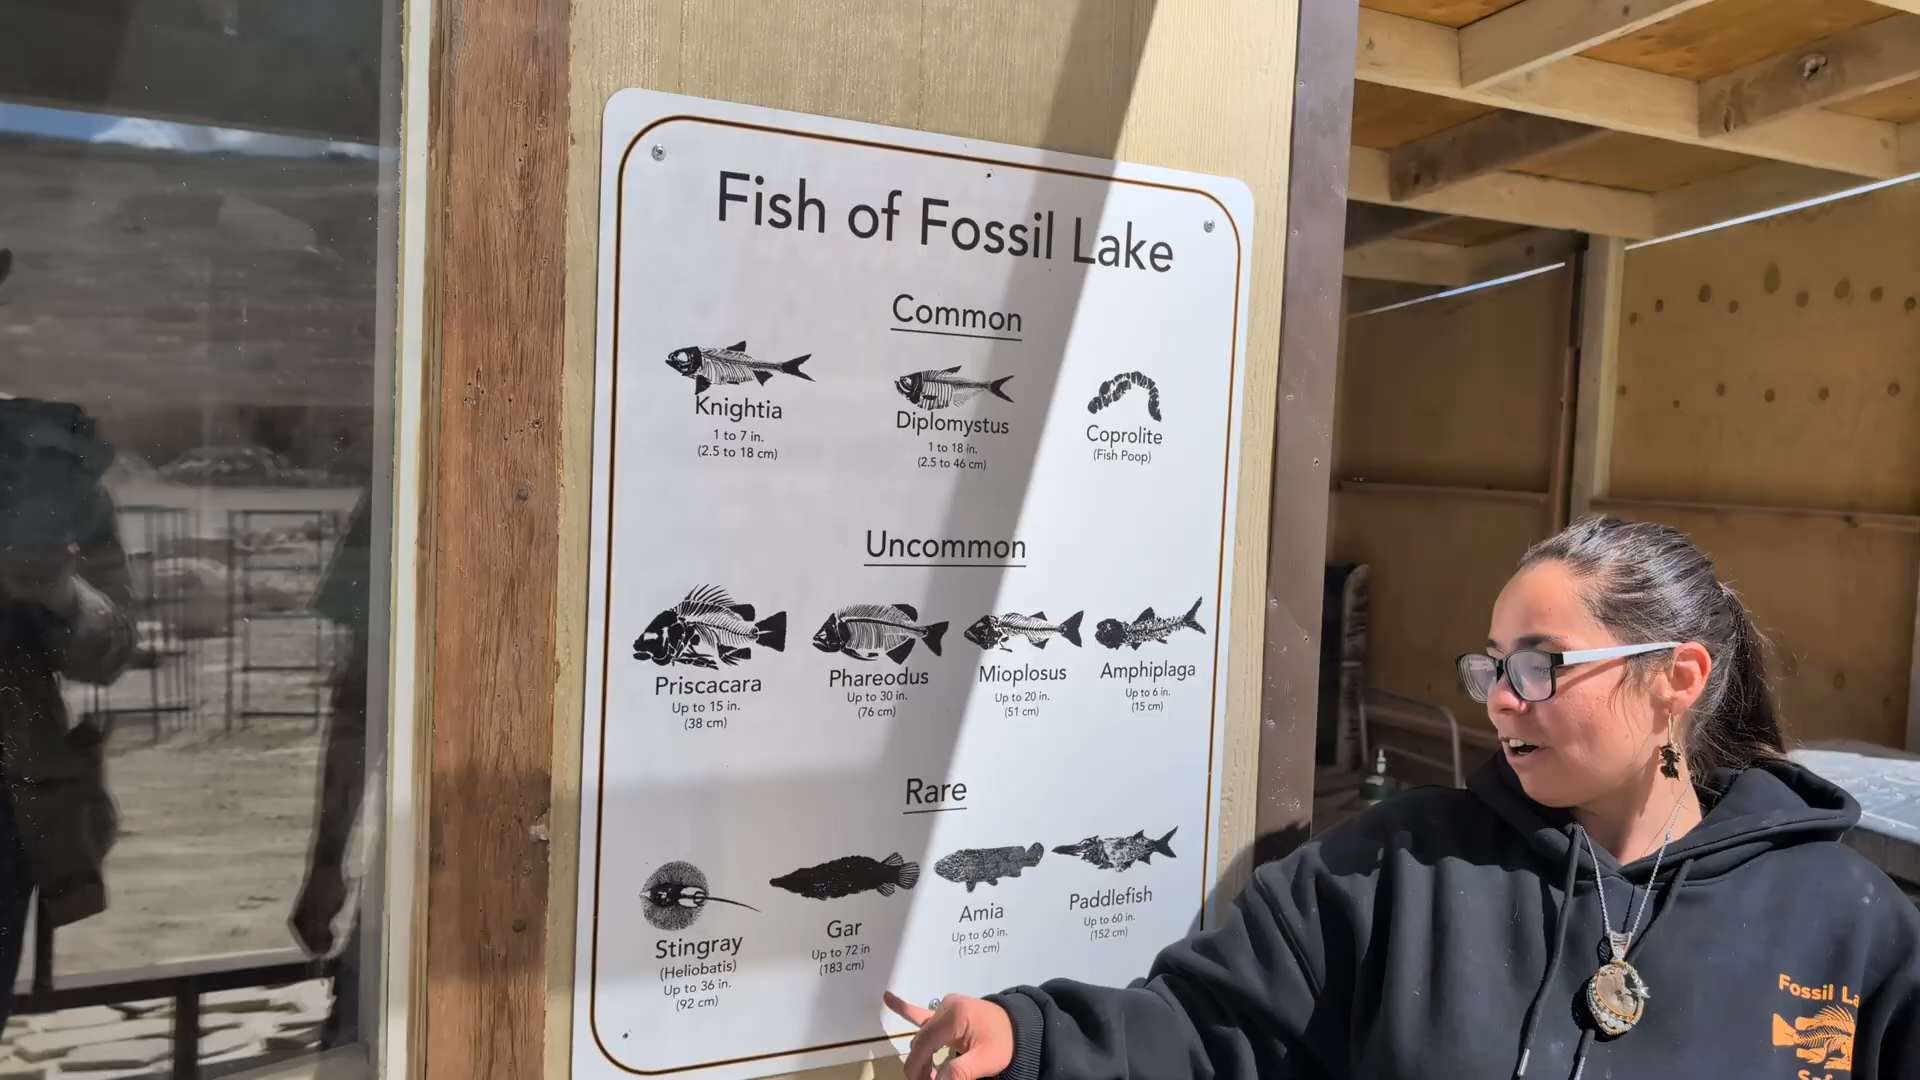 Fish of Fossil Lake
Common
Knightia
1 to 7 in.
(2.5 to 18 cm)
Diplomystus
1 to 18 in.
(2.5 to 46 cm)
Coprolite
(Fish Poop)
Uncommon
Priscacara
Up to 15 in.
(38 cm)
Phareodus
Up to 30 in.
(76 cm)
Mioplosus
Up to 20 in.
(51 cm)
Amphiplaga
Up to 6 in.
(15 cm)
Rare
Stingray
(Heliobatis)
Up to 36 in.
(92 cm)
Gar
Up to 72 in
(183 cm)
Amia
Up to 60 in.
(152 cm)
Paddlefish
Up to 60 in.
(152 cm)
Fossil La